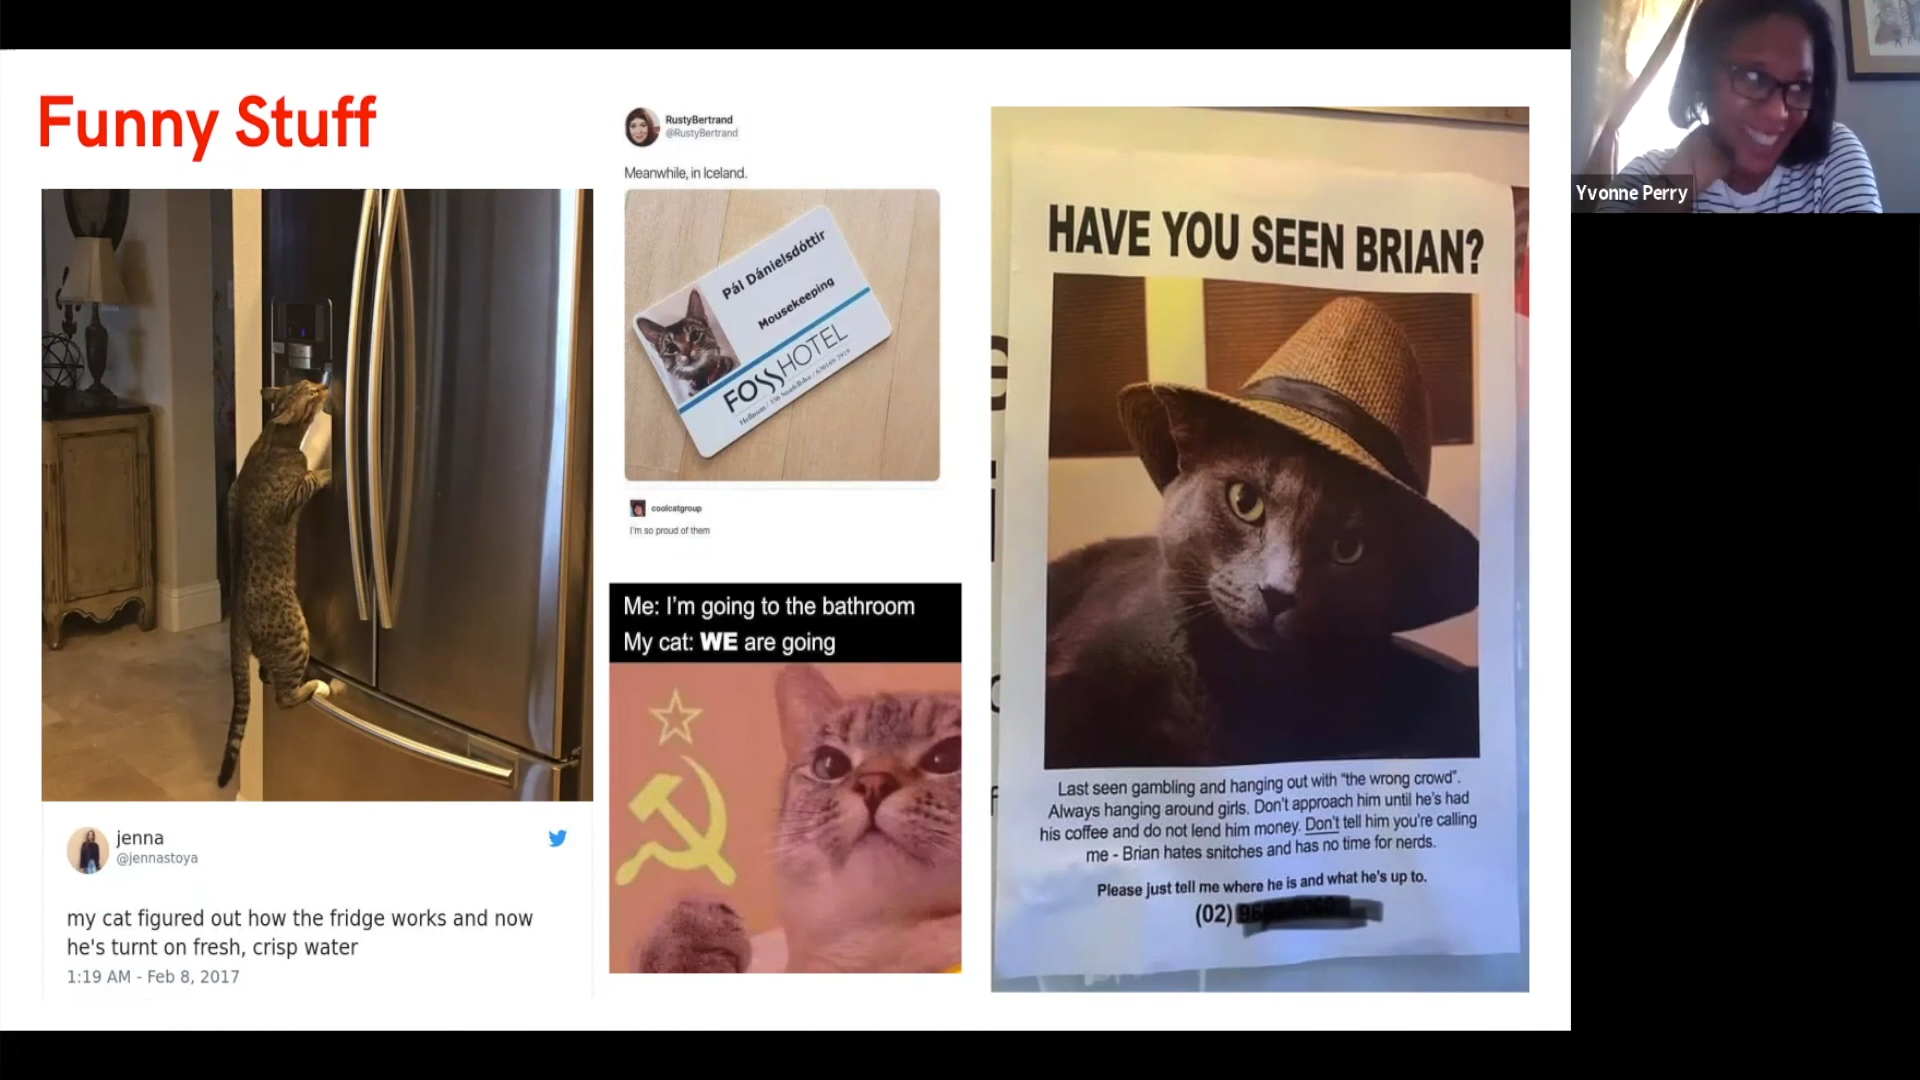 Funny Stuff
jenna
@jennastoya
my cat figured out how the fridge works and now
he's turnt on fresh, crisp water
1:19 AM - Feb 8, 2017
RustyBertrand
@RustyBertrand
Meanwhile, in Iceland.
Pál Dánielsdóttir
Mousekeeping
FOSSHOTEL
coolcatgroup
I'm so proud of them
Me: I'm going to the bathroom
My cat: WE are going
HAVE YOU SEEN BRIAN?
Last seen gambling and hanging out with "the wrong crowd".
Always hanging around girls. Don't approach him until he's had
his coffee and do not lend him money. Don't tell him you're calling
me - Brian hates snitches and has no time for nerds.
Please just tell me where he is and what he's up to.
(02)
Yvonne Perry